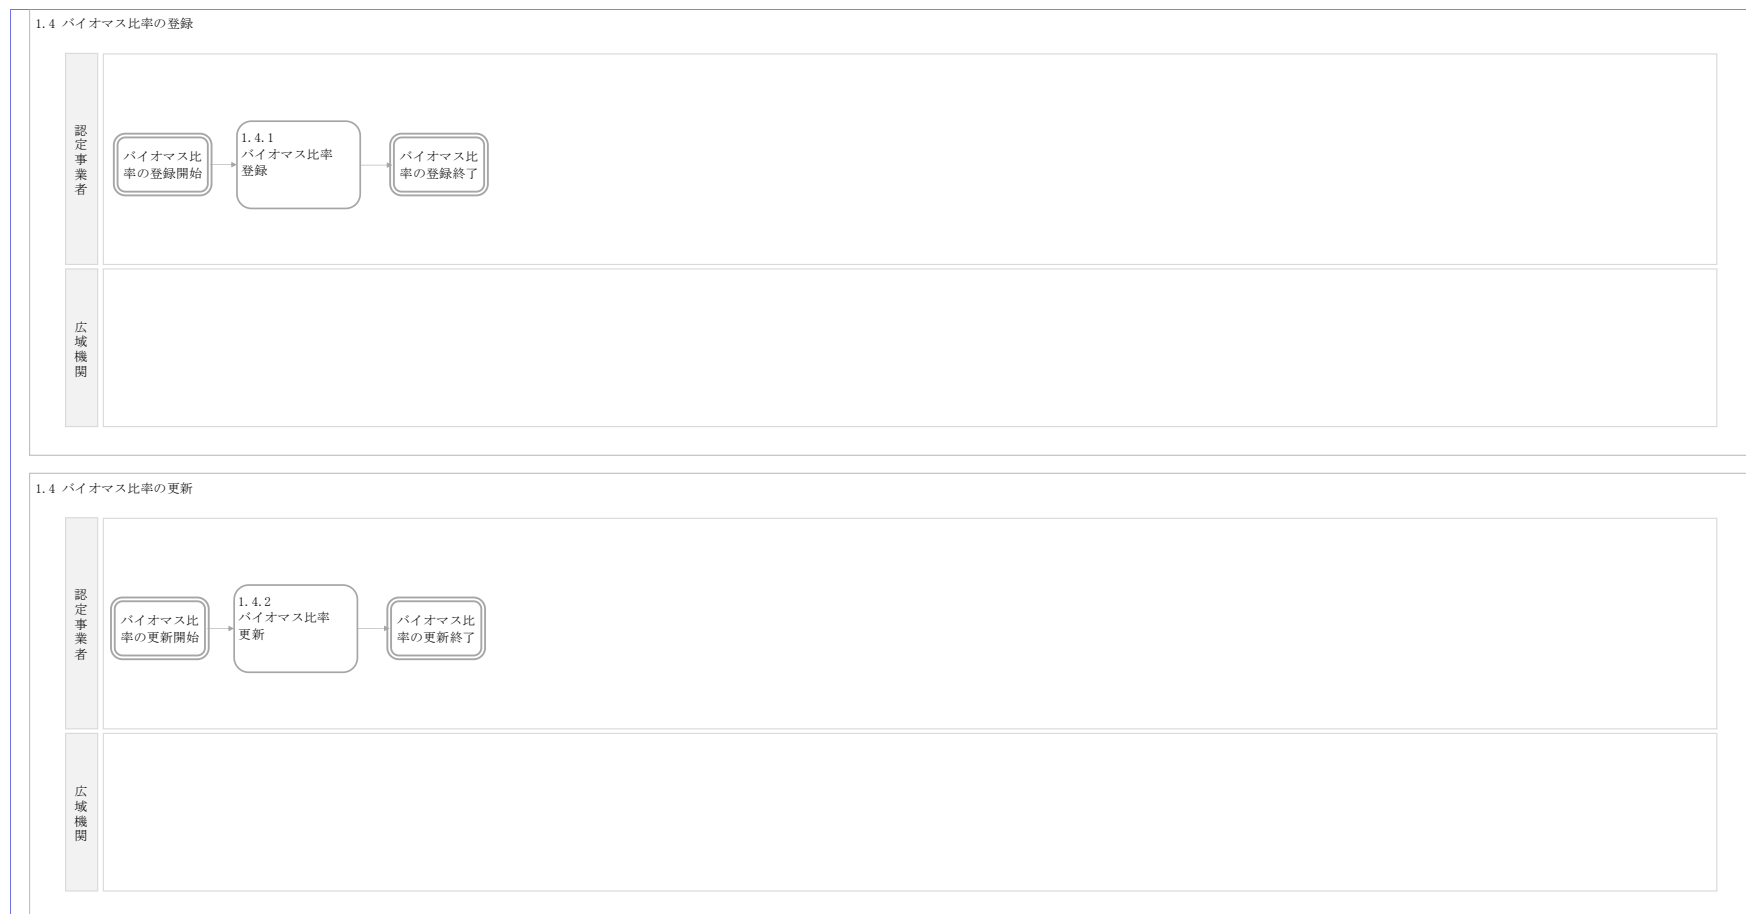 1.4 バイオマス比率の登録
認定事業者
バイオマス比
率の登録開始
1.4.1
バイオマス比率
登録
バイオマス比
率の登録終了
広域機関
1.4 バイオマス比率の更新
認定事業者
バイオマス比
率の更新開始
1.4.2
バイオマス比率
更新
バイオマス比
率の更新終了
広域機関